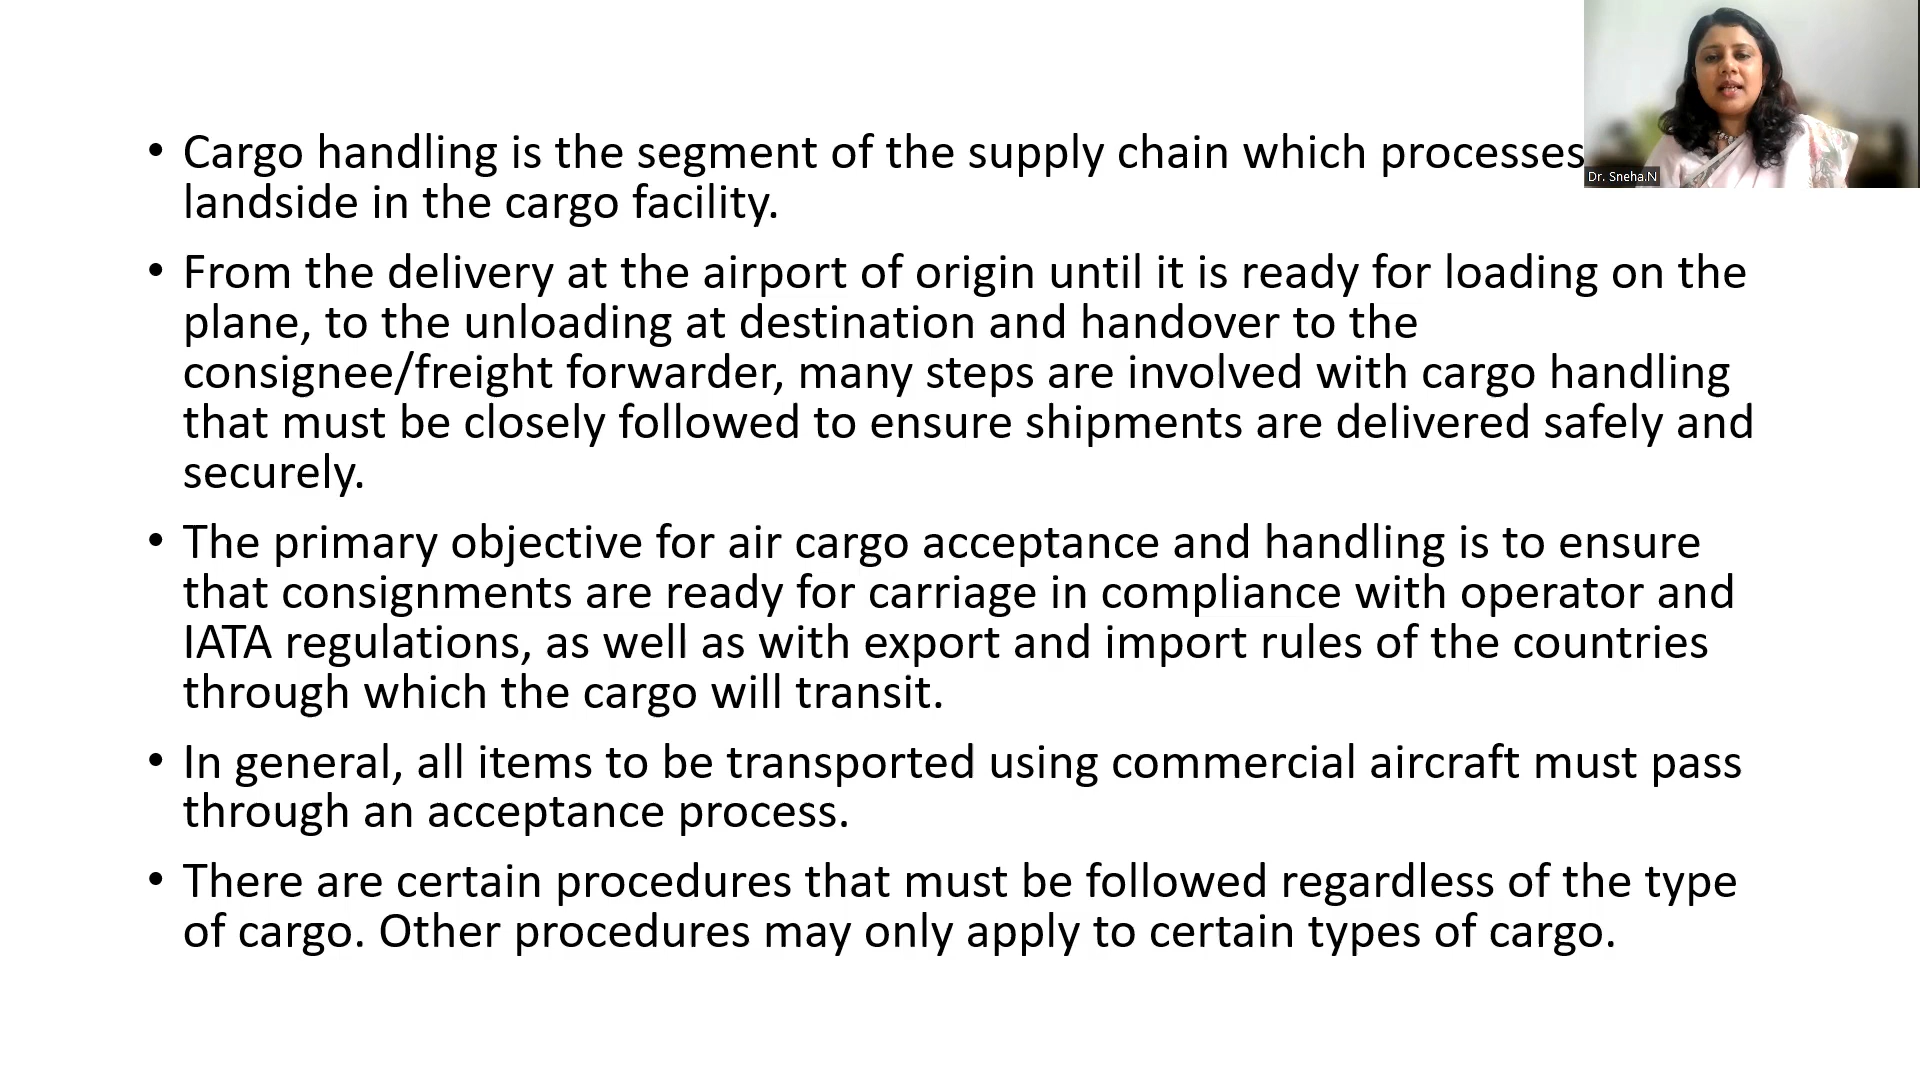 • Cargo handling is the segment of the supply chain which processes
landside in the cargo facility.
• From the delivery at the airport of origin until it is ready for loading on the
plane, to the unloading at destination and handover to the
consignee/freight forwarder, many steps are involved with cargo handling
that must be closely followed to ensure shipments are delivered safely and
securely.
• The primary objective for air cargo acceptance and handling is to ensure
that consignments are ready for carriage in compliance with operator and
IATA regulations, as well as with export and import rules of the countries
through which the cargo will transit.
• In general, all items to be transported using commercial aircraft must pass
through an acceptance process.
• There are certain procedures that must be followed regardless of the type
of cargo. Other procedures may only apply to certain types of cargo.
Dr. Sneha.N